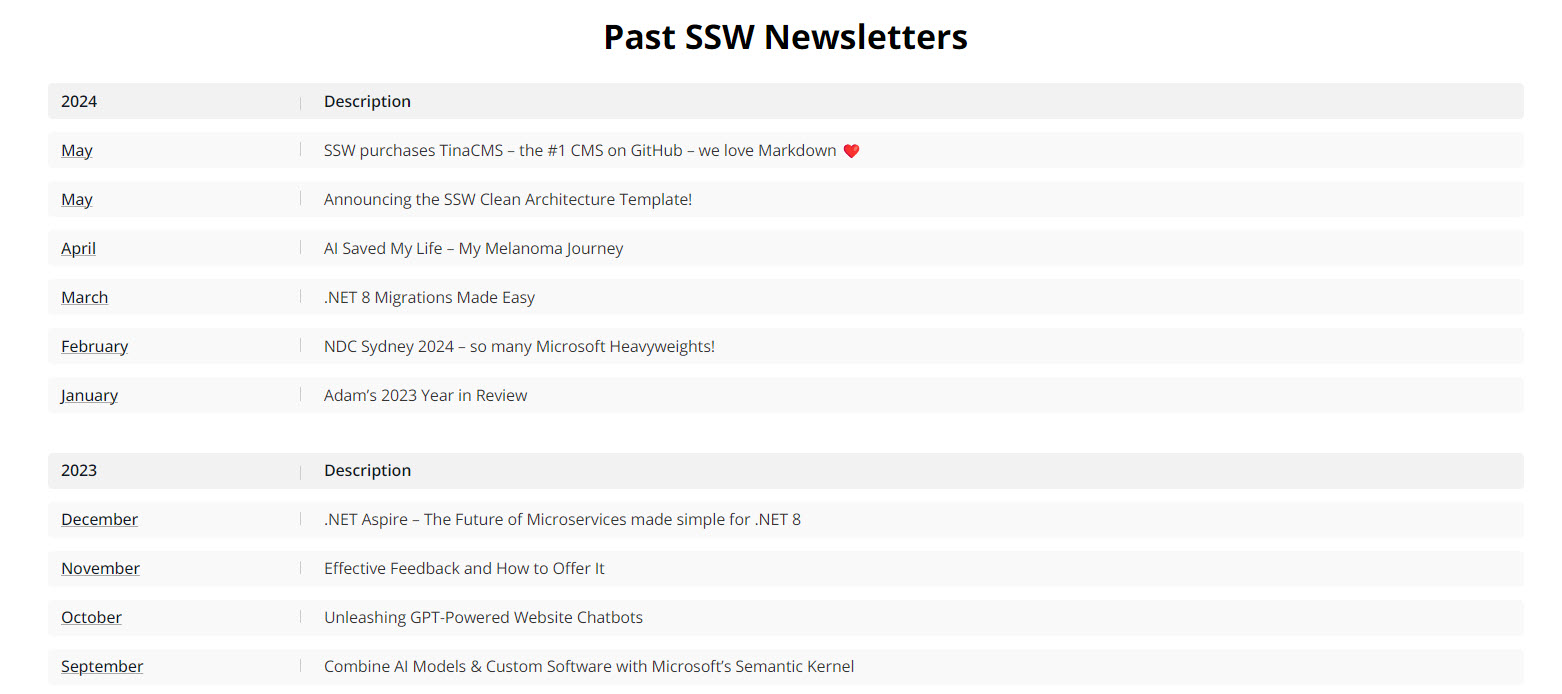 Past SSW Newsletters
2024 Description
May SSW purchases TinaCMS – the #1 CMS on GitHub – we love Markdown ❤️
May Announcing the SSW Clean Architecture Template!
April AI Saved My Life – My Melanoma Journey
March .NET 8 Migrations Made Easy
February NDC Sydney 2024 – so many Microsoft Heavyweights!
January Adam’s 2023 Year in Review
2023 Description
December .NET Aspire – The Future of Microservices made simple for .NET 8
November Effective Feedback and How to Offer It
October Unleashing GPT-Powered Website Chatbots
September Combine AI Models & Custom Software with Microsoft’s Semantic Kernel